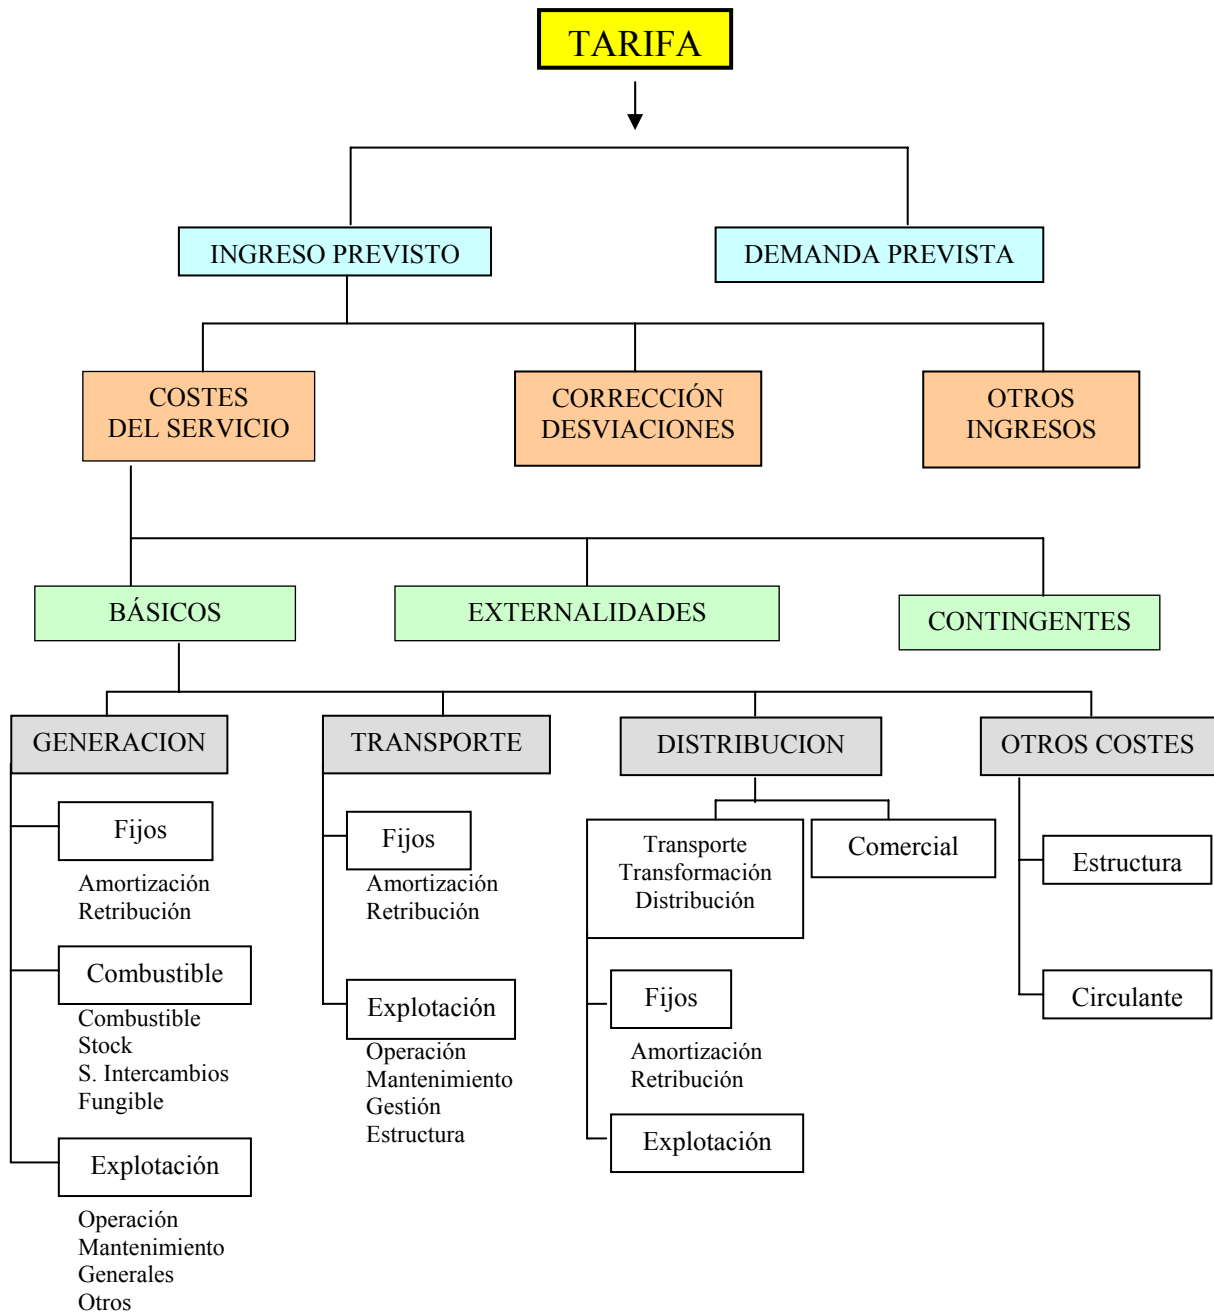 TARIFA
INGRESO PREVISTO
DEMANDA PREVISTA
COSTES
DEL SERVICIO
CORRECCIÓN
DESVIACIONES
OTROS
INGRESOS
BÁSICOS
EXTERNALIDADES
CONTINGENTES
GENERACION
TRANSPORTE
DISTRIBUCION
OTROS COSTES
Fijos
Amortización
Retribución
Combustible
Combustible
Stock
S. Intercambios
Fungible
Explotación
Operación
Mantenimiento
Generales
Otros
Fijos
Amortización
Retribución
Explotación
Operación
Mantenimiento
Gestión
Estructura
Transporte
Transformación
Distribución
Comercial
Fijos
Amortización
Retribución
Explotación
Estructura
Circulante